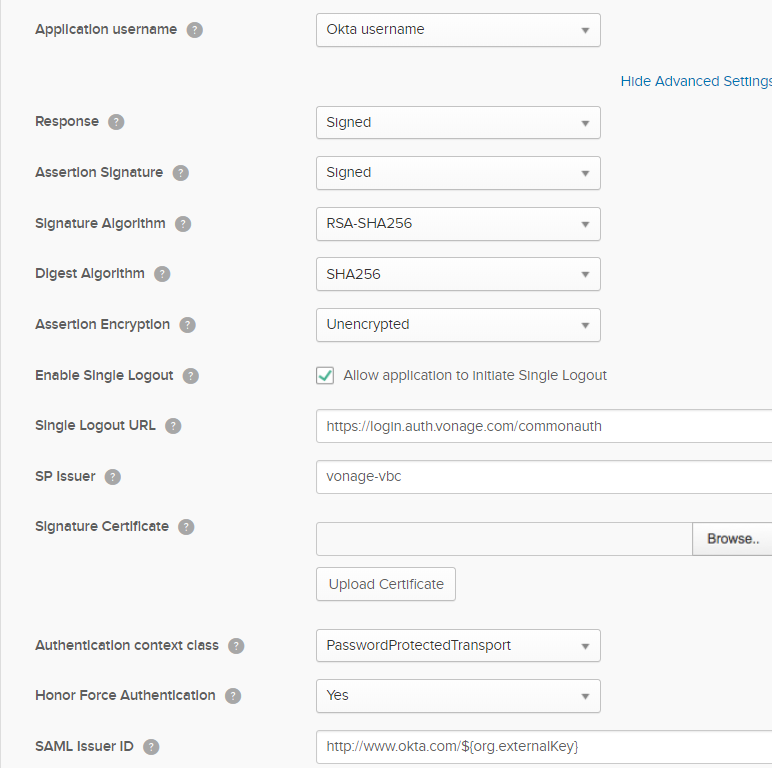 Application username ? Okta username
Hide Advanced Settings
Response ? Signed
Assertion Signature ? Signed
Signature Algorithm ? RSA-SHA256
Digest Algorithm ? SHA256
Assertion Encryption ? Unencrypted
Enable Single Logout ? Allow application to initiate Single Logout
Single Logout URL ? https://login.auth.vonage.com/commonauth
SP Issuer ? vonage-vbc
Signature Certificate ? Browse..
Upload Certificate
Authentication context class ? PasswordProtectedTransport
Honor Force Authentication ? Yes
SAML Issuer ID ? http://www.okta.com/${org.externalKey}